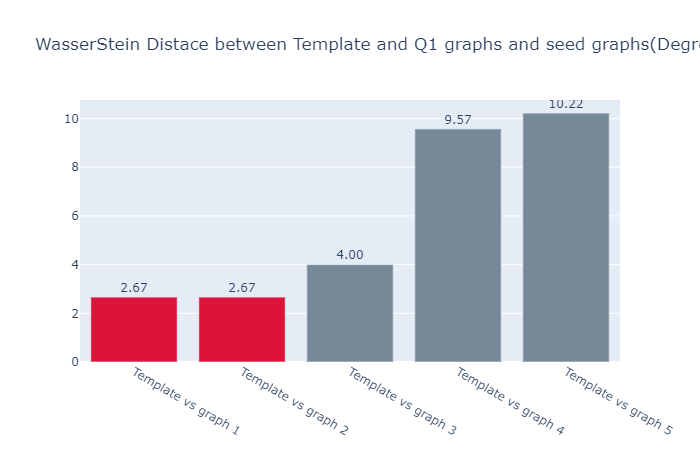 WasserStein Distace between Template and Q1 graphs and seed graphs(Degr
10
8
6
4
2
0
2.67
2.67
4.00
9.57
10.22
Template vs graph 1
Template vs graph 2
Template vs graph 3
Template vs graph 4
Template vs graph 5